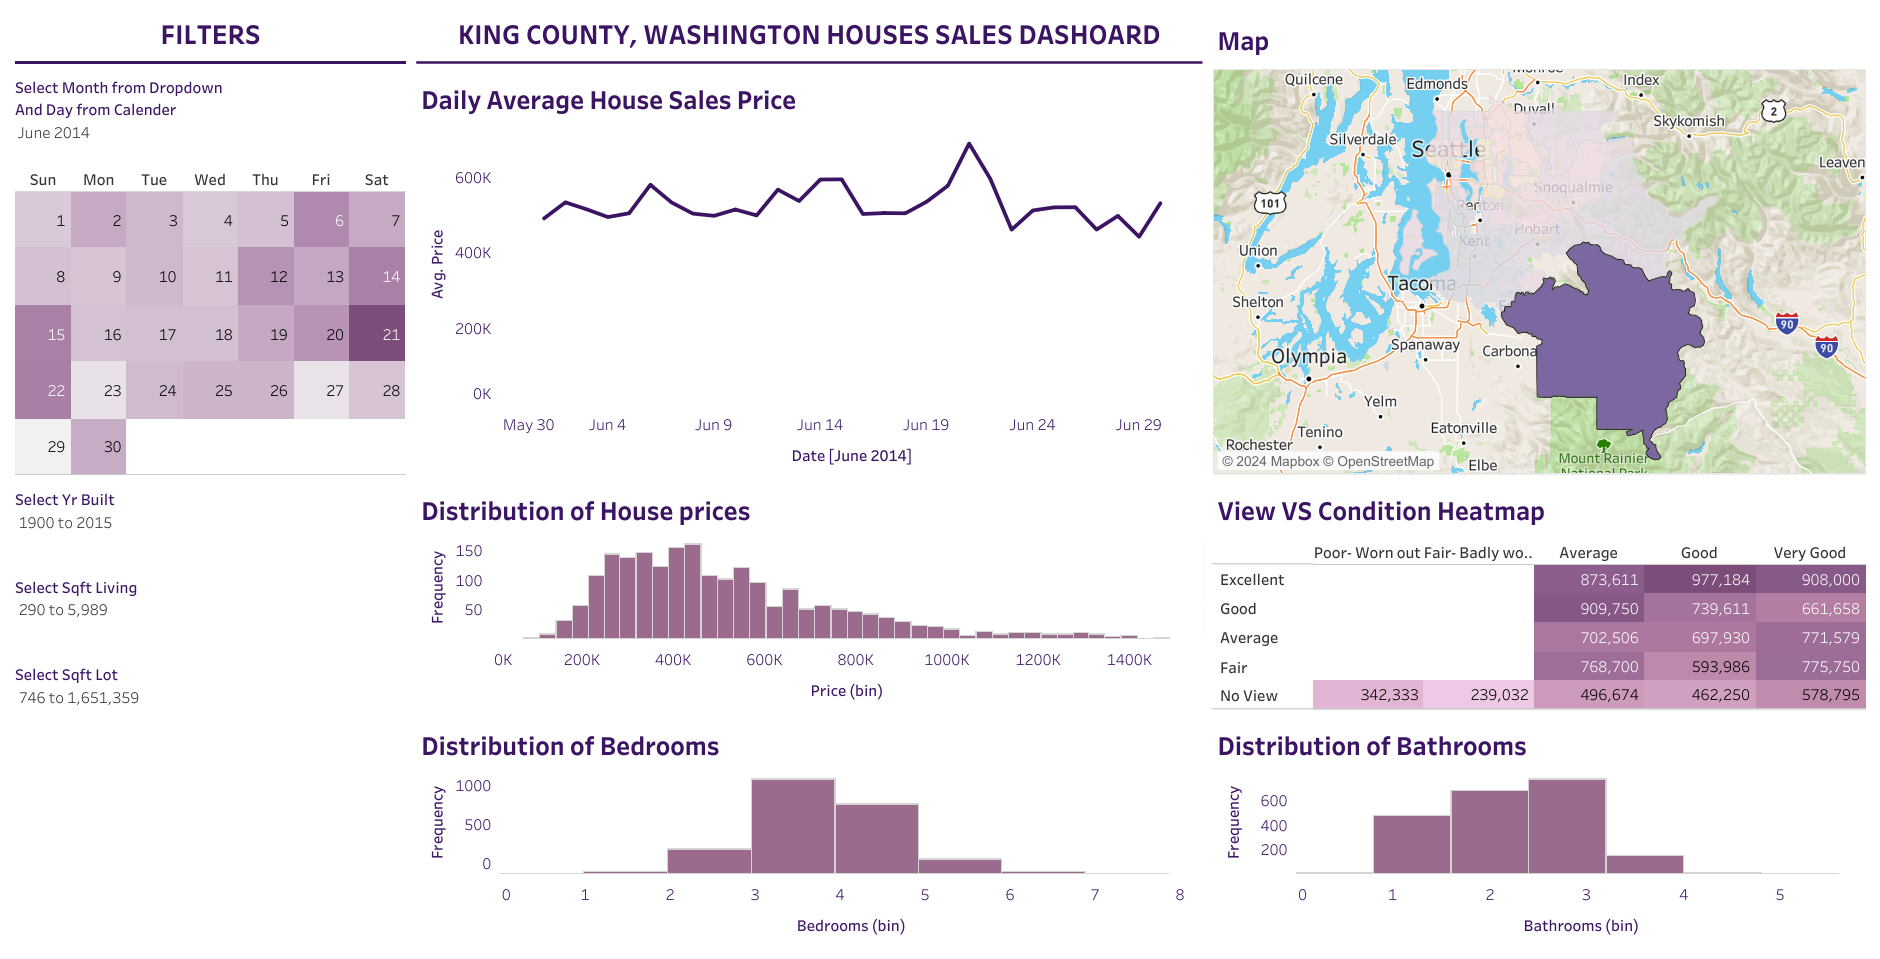 FILTERS
Select Month from Dropdown
And Day from Calender
June 2014
Sun Mon Tue Wed Thu Fri Sat
1 2 3 4 5 6 7
8 9 10 11 12 13 14
15 16 17 18 19 20 21
22 23 24 25 26 27 28
29 30
Select Yr Built
1900 to 2015
Select Sqft Living
290 to 5,989
Select Sqft Lot
746 to 1,651,359
KING COUNTY, WASHINGTON HOUSES SALES DASHOARD
Daily Average House Sales Price
Avg. Price
600K
400K
200K
0K
May 30 Jun 4 Jun 9 Jun 14 Jun 19 Jun 24 Jun 29
Date [June 2014]
Distribution of House prices
Frequency
150
100
50
0K 200K 400K 600K 800K 1000K 1200K 1400K
Price (bin)
Distribution of Bedrooms
Frequency
1000
500
0
0 1 2 3 4 5 6 7 8
Bedrooms (bin)
Map
Quilcene
Edmonds
Monroe
Index
Duvall
2
Skykomish
Silverdale
Seattle
Leaven
Snoqualmie
101
Renton
Hobart
Kent
Union
Tacoma
Shelton
90
90
Spanaway
Carbona
Olympia
Yelm
Tenino
Eatonville
Rochester
Mount Rainier
National Park
Elbe
© 2024 Mapbox © OpenStreetMap
View VS Condition Heatmap
Poor- Worn out Fair- Badly wo.. Average Good Very Good
Excellent 873,611 977,184 908,000
Good 909,750 739,611 661,658
Average 702,506 697,930 771,579
Fair 768,700 593,986 775,750
No View 342,333 239,032 496,674 462,250 578,795
Distribution of Bathrooms
Frequency
600
400
200
0 1 2 3 4 5
Bathrooms (bin)